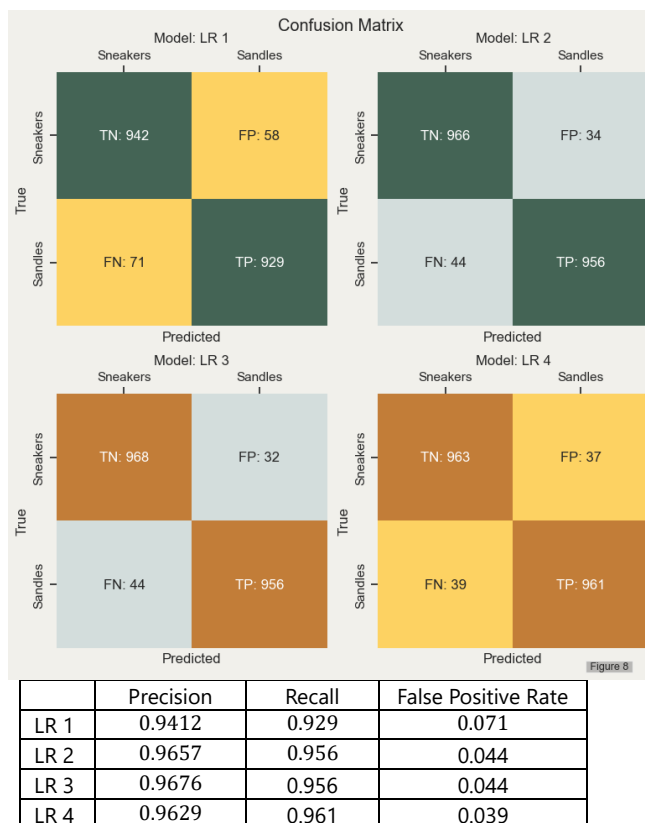 Confusion Matrix
Model: LR 1
Sneakers Sandles
True
Sneakers
TN: 942 FP: 58
Sandles
FN: 71 TP: 929
Predicted
Model: LR 2
Sneakers Sandles
True
Sneakers
TN: 966 FP: 34
Sandles
FN: 44 TP: 956
Predicted
Model: LR 3
Sneakers Sandles
True
Sneakers
TN: 968 FP: 32
Sandles
FN: 44 TP: 956
Predicted
Model: LR 4
Sneakers Sandles
True
Sneakers
TN: 963 FP: 37
Sandles
FN: 39 TP: 961
Predicted
Figure 8
Precision Recall False Positive Rate
LR 1 0.9412 0.929 0.071
LR 2 0.9657 0.956 0.044
LR 3 0.9676 0.956 0.044
LR 4 0.9629 0.961 0.039